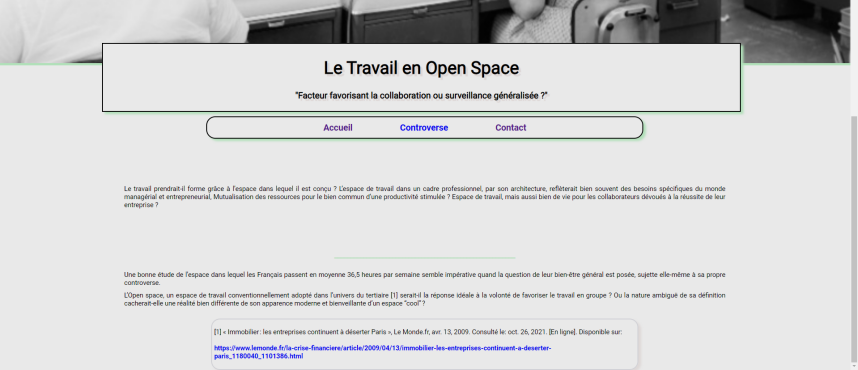 Le Travail en Open Space
"Facteur favorisant la collaboration ou surveillance généralisée ?"
Accueil Controverse Contact
Le travail prendrait-il forme grâce à l'espace dans lequel il est conçu ? L'espace de travail dans un cadre professionnel, par son architecture, reflèterait bien souvent des besoins spécifiques du monde
managérial et entrepreneurial, Mutualisation des ressources pour le bien commun d'une productivité stimulée ? Espace de travail, mais aussi bien de vie pour les collaborateurs dévoués à la réussite de leur
entreprise ?
Une bonne étude de l'espace dans lequel les Français passent en moyenne 36,5 heures par semaine semble impérative quand la question de leur bien-être général est posée, sujette elle-même à sa propre
controverse.
L'Open space, un espace de travail conventionnellement adopté dans l'univers du tertiaire [1] serait-il la réponse idéale à la volonté de favoriser le travail en groupe ? Ou la nature ambiguë de sa définition
cacherait-elle une réalité bien différente de son apparence moderne et bienveillante d'un espace "cool" ?
[1] « Immobilier: les entreprises continuent à déserter Paris », Le Monde.fr, avr. 13, 2009. Consulté le: oct. 26, 2021. [En ligne]. Disponible sur:
https://www.lemonde.fr/la-crise-financiere/article/2009/04/13/immobilier-les-entreprises-continuent-a-deserter-
paris_1180040_1101386.html